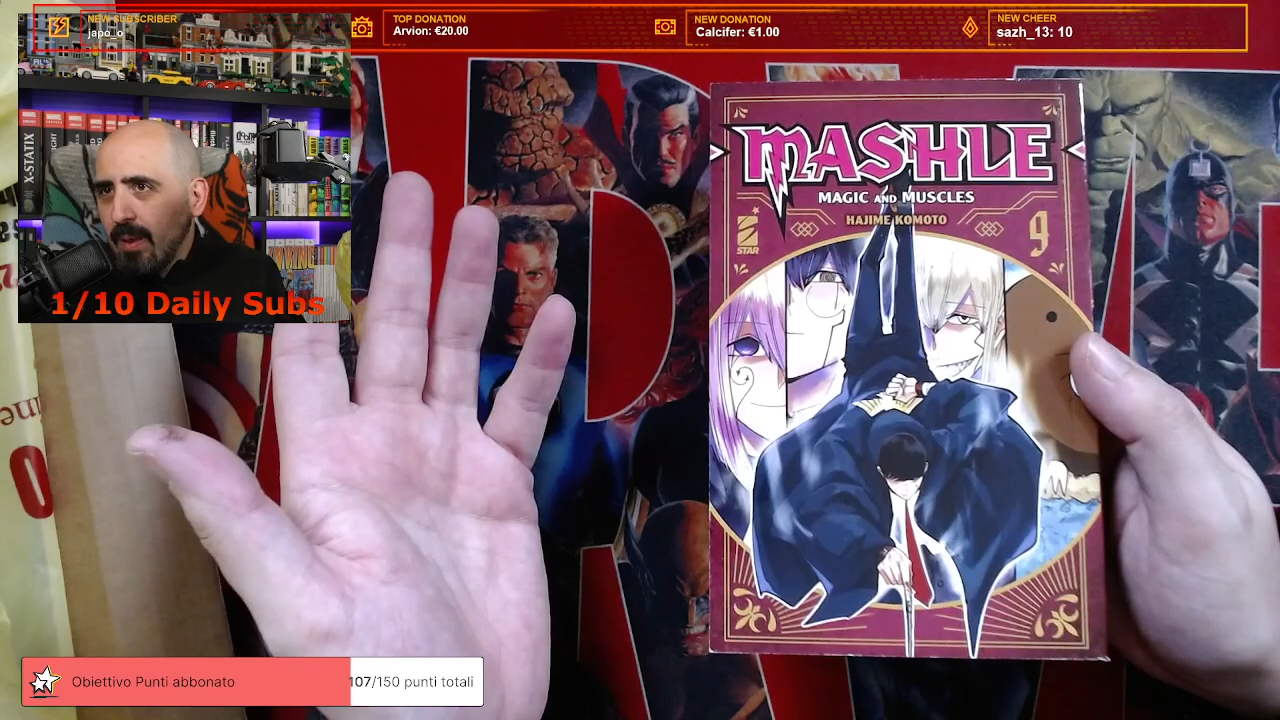 NEW SUBSCRIBER
japo_o
TOP DONATION
Arvion: €20.00
NEW DONATION
Calcifer: €1.00
NEW CHEER
sazh_13: 10
X-STATIX
1/10 Daily Subs
MASHLE
MAGIC AND MUSCLES
HAJIME KOMOTO
STAR
9
Obiettivo Punti abbonato
107/150 punti totali